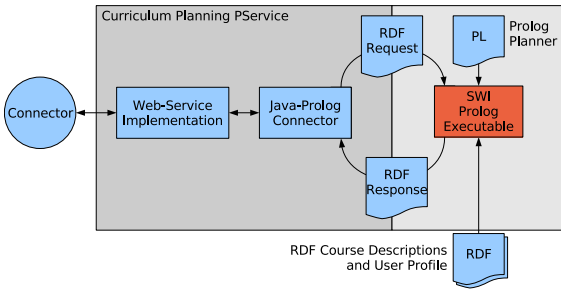 Curriculum Planning PService
RDF
Request
PL
Prolog
Planner
Connector
Web-Service
Implementation
Java-Prolog
Connector
SWI
Prolog
Executable
RDF
Response
RDF Course Descriptions
and User Profile
RDF